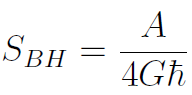 $S_{BH} = \frac{A}{4G\hbar}$